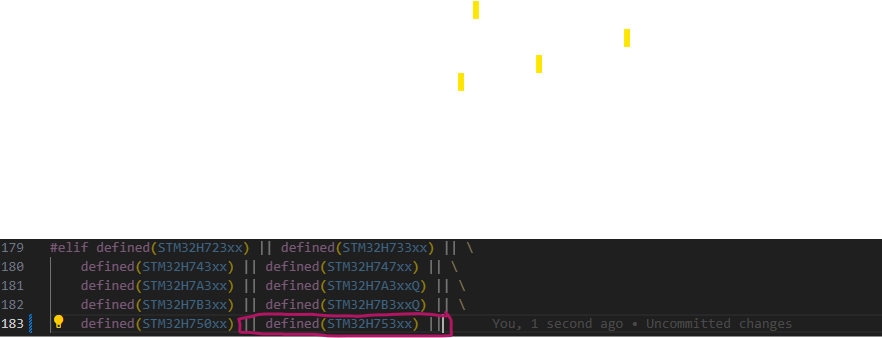 179 #elif defined(STM32H723xx) || defined(STM32H733xx) || \
180 defined(STM32H743xx) || defined(STM32H747xx) || \
181 defined(STM32H7A3xx) || defined(STM32H7A3xxQ) || \
182 defined(STM32H7B3xx) || defined(STM32H7B3xxQ) || \
183 defined(STM32H750xx) || defined(STM32H753xx) || You, 1 second ago • Uncommitted changes